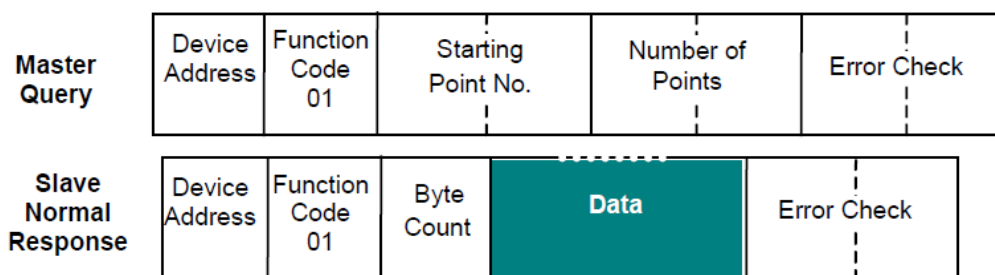 Master
Query
Device
Address
Function
Code
01
Starting
Point No.
Number of
Points
Error Check
Slave
Normal
Response
Device
Address
Function
Code
01
Byte
Count
Data
Error Check